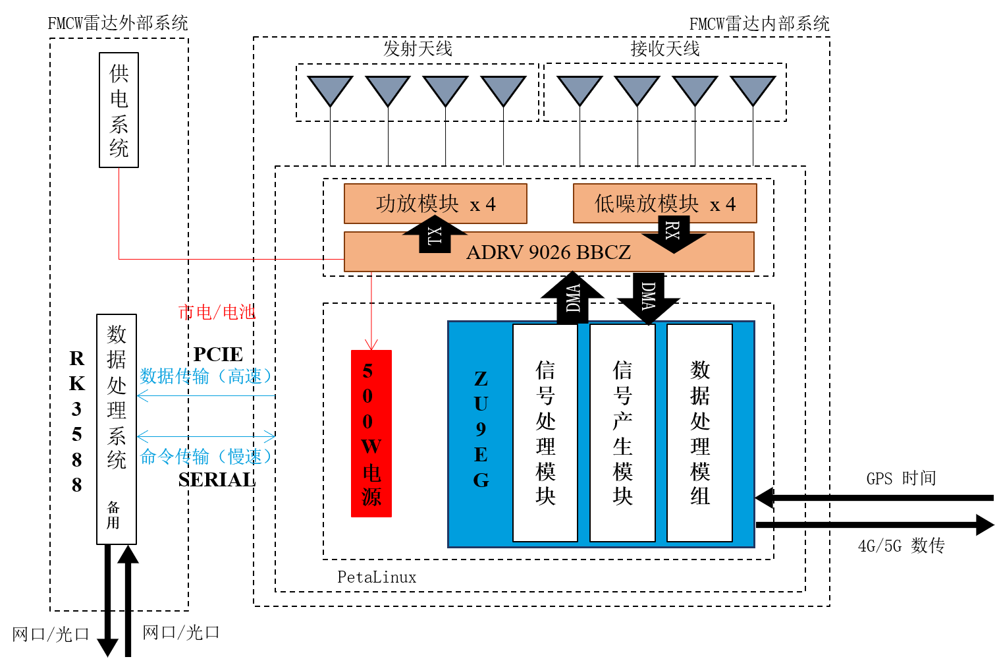 FMCW雷达外部系统
FMCW雷达内部系统
供电系统
发射天线
接收天线
功放模块 x 4
低噪放模块 x 4
TX
RX
ADRV 9026 BBCZ
DMA
DMA
市电/电池
RK3588
数据处理系统
备用
PCIE
数据传输（高速）
命令传输（慢速）
SERIAL
500W电源
ZU9EG
信号处理模块
信号产生模块
数据处理模组
GPS 时间
4G/5G 数传
PetaLinux
网口/光口
网口/光口